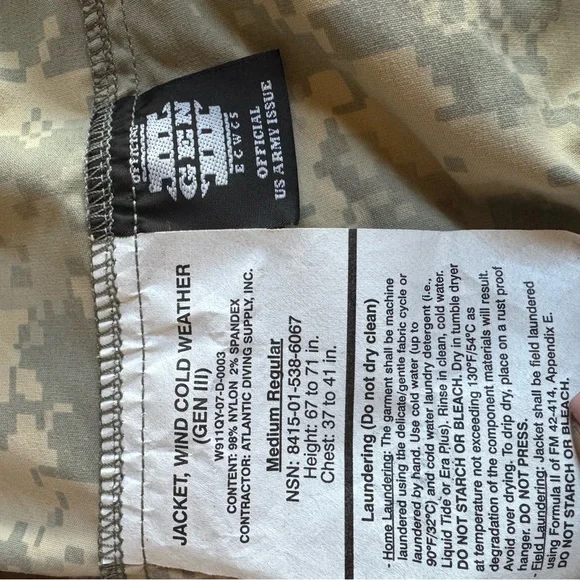 OFFICIAL
III
GEN
III
ECWCS
OFFICIAL
US ARMY ISSUE
JACKET, WIND COLD WEATHER
(GEN III)
W911QY-07-D-0003
CONTENT: 98% NYLON 2% SPANDEX
CONTRACTOR: ATLANTIC DIVING SUPPLY, INC.
Medium Regular
NSN: 8415-01-538-6067
Height: 67 to 71 in.
Chest: 37 to 41 in.
Laundering (Do not dry clean)
- Home Laundering: The garment shall be machine
laundered using the delicate/gentle fabric cycle or
laundered by hand. Use cold water (up to
90°F/32°C) and cold water laundry detergent (i.e.,
Liquid Tide or Era Plus). Rinse in clean, cold water.
DO NOT STARCH OR BLEACH. Dry in tumble dryer
at temperature not exceeding 130°F/54°C as
degradation of the component materials will result.
Avoid over drying. To drip dry, place on a rust proof
hanger. DO NOT PRESS.
Field Laundering: Jacket shall be field laundered
using Formula II of FM 42-414, Appendix E.
DO NOT STARCH OR BLEACH.